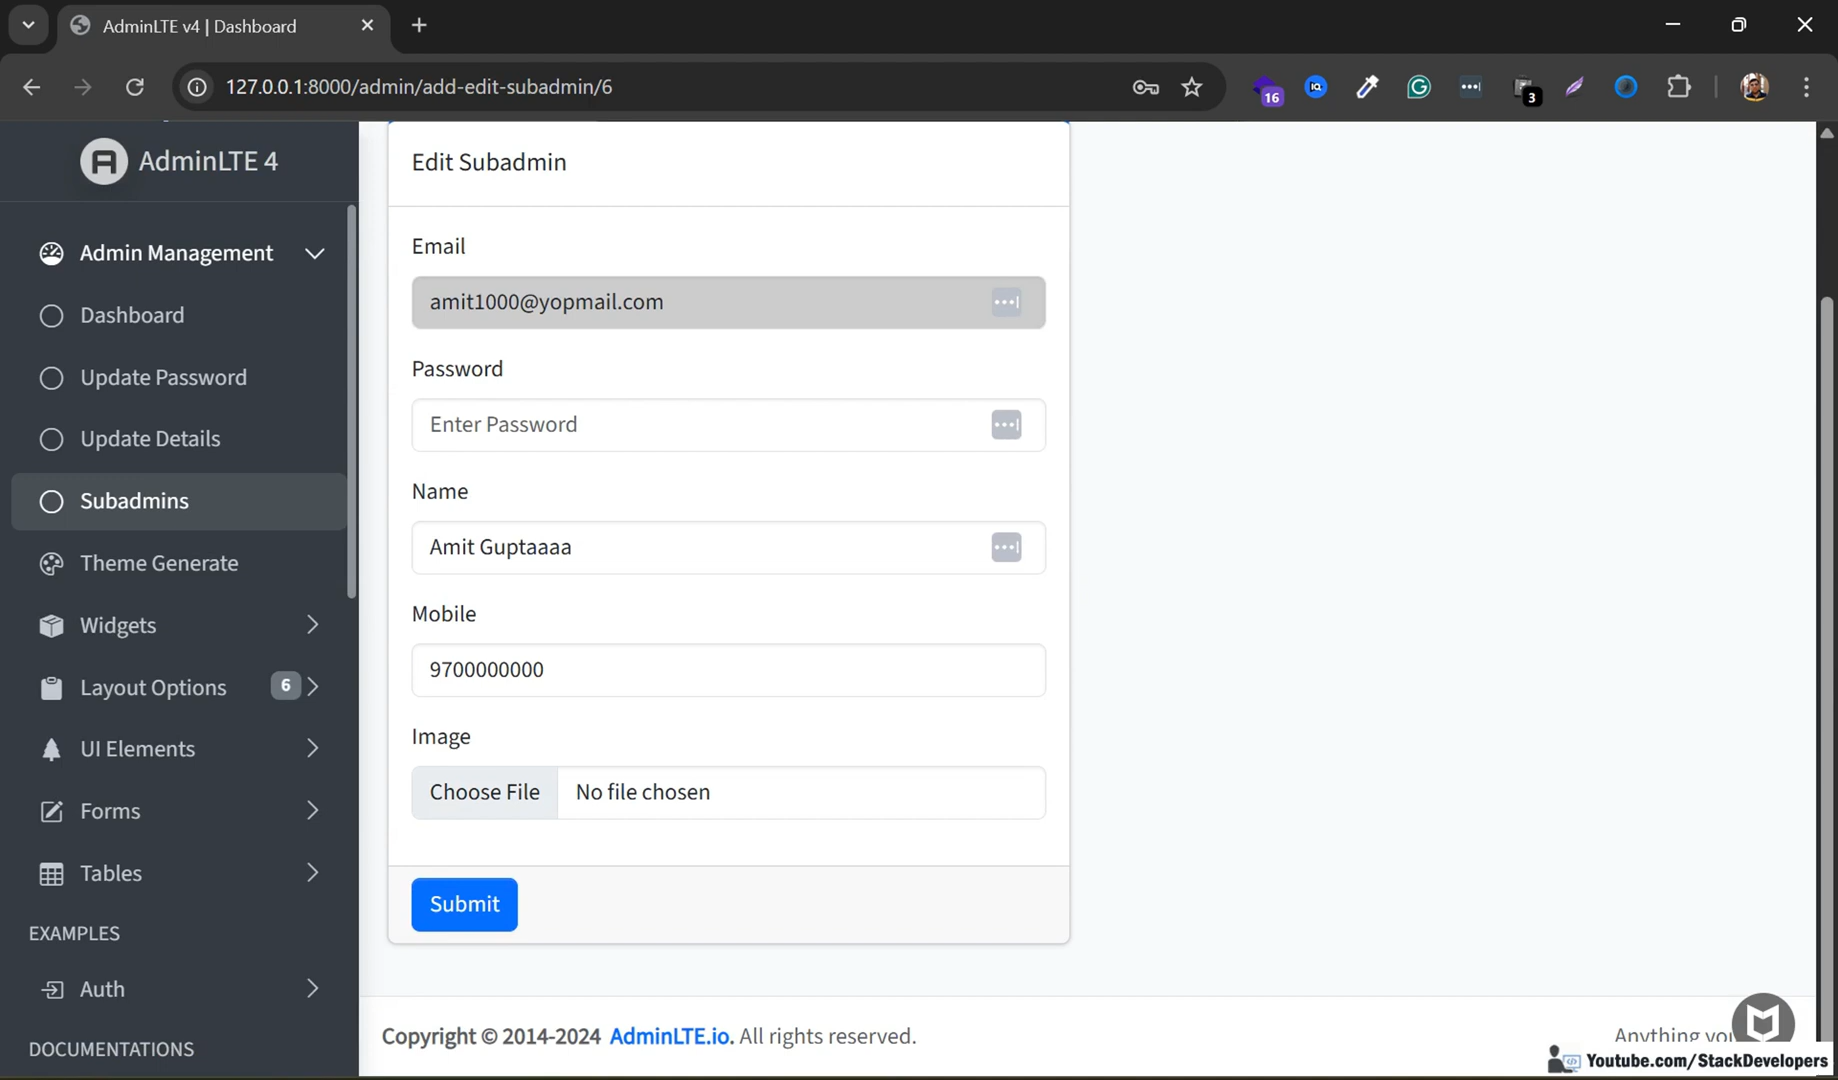 AdminLTE v4 | Dashboard
127.0.0.1:8000/admin/add-edit-subadmin/6
16
IQ
3
AdminLTE 4
Admin Management
Dashboard
Update Password
Update Details
Subadmins
Theme Generate
Widgets
Layout Options 6
UI Elements
Forms
Tables
EXAMPLES
Auth
DOCUMENTATIONS
Edit Subadmin
Email
amit1000@yopmail.com
Password
Enter Password
Name
Amit Guptaaaa
Mobile
9700000000
Image
Choose File No file chosen
Submit
Copyright © 2014-2024 AdminLTE.io. All rights reserved.
Anything you
Youtube.com/StackDevelopers